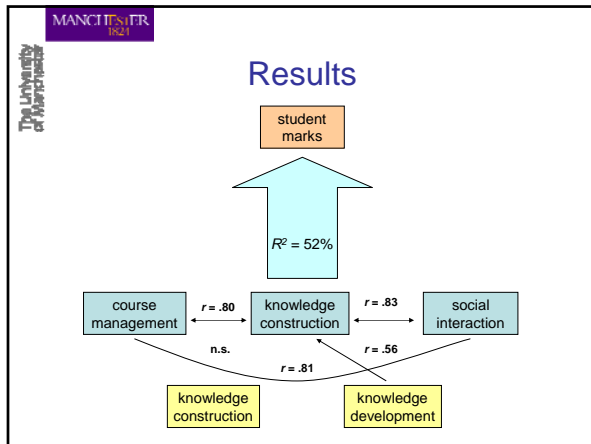 MANCHESTER
1824
The University
of Manchester
Results
student
marks
R² = 52%
course
management
r = .80
knowledge
construction
r = .83
social
interaction
n.s.
r = .56
r = .81
knowledge
construction
knowledge
development